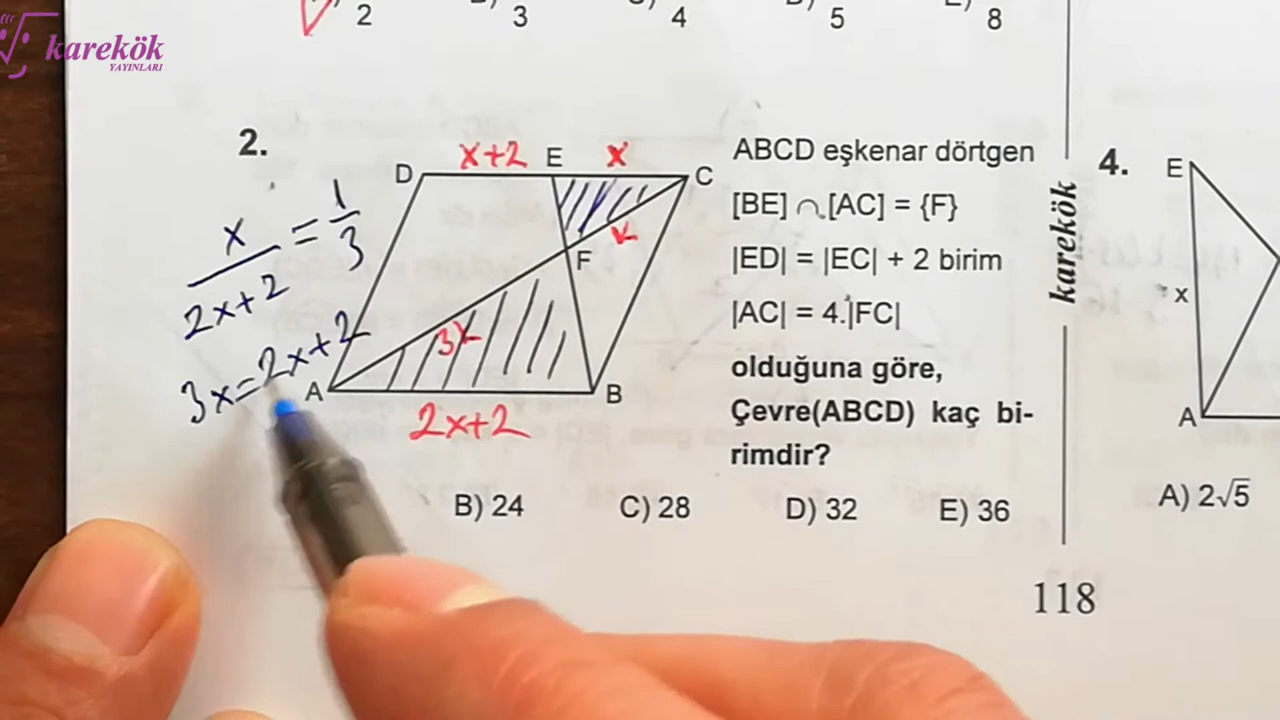 karekök
YAYINLARI
2
3
4
5
8
2.
D
x+2
E
x
C
F
k
3k
A
B
2x+2
x/(2x+2) = 1/3
3x=2x+2
ABCD eşkenar dörtgen
[BE] ∩ [AC] = {F}
|ED| = |EC| + 2 birim
|AC| = 4.|FC|
olduğuna göre,
Çevre(ABCD) kaç bi-
rimdir?
B) 24 C) 28 D) 32 E) 36
karekök
118
4.
E
x
A
A) 2√5